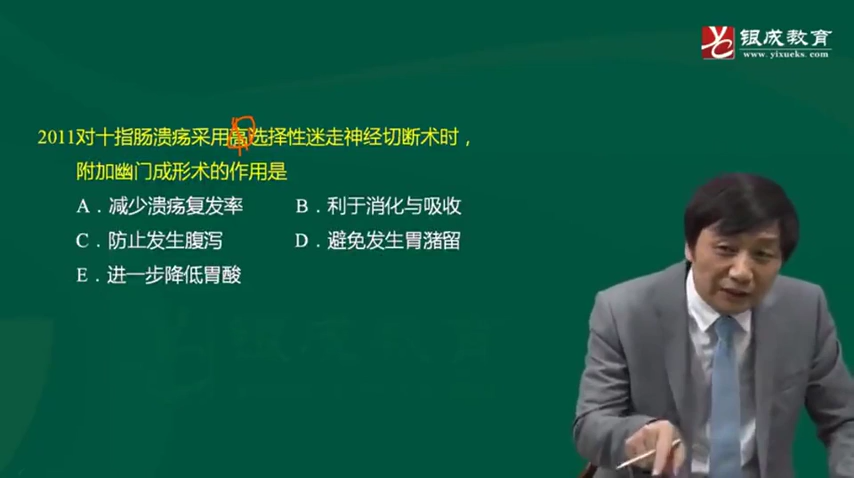 银成教育
www.yixueks.com
2011对十指肠溃疡采用高选择性迷走神经切断术时，
附加幽门成形术的作用是
A．减少溃疡复发率 B．利于消化与吸收
C．防止发生腹泻 D．避免发生胃潴留
E．进一步降低胃酸
银成教育